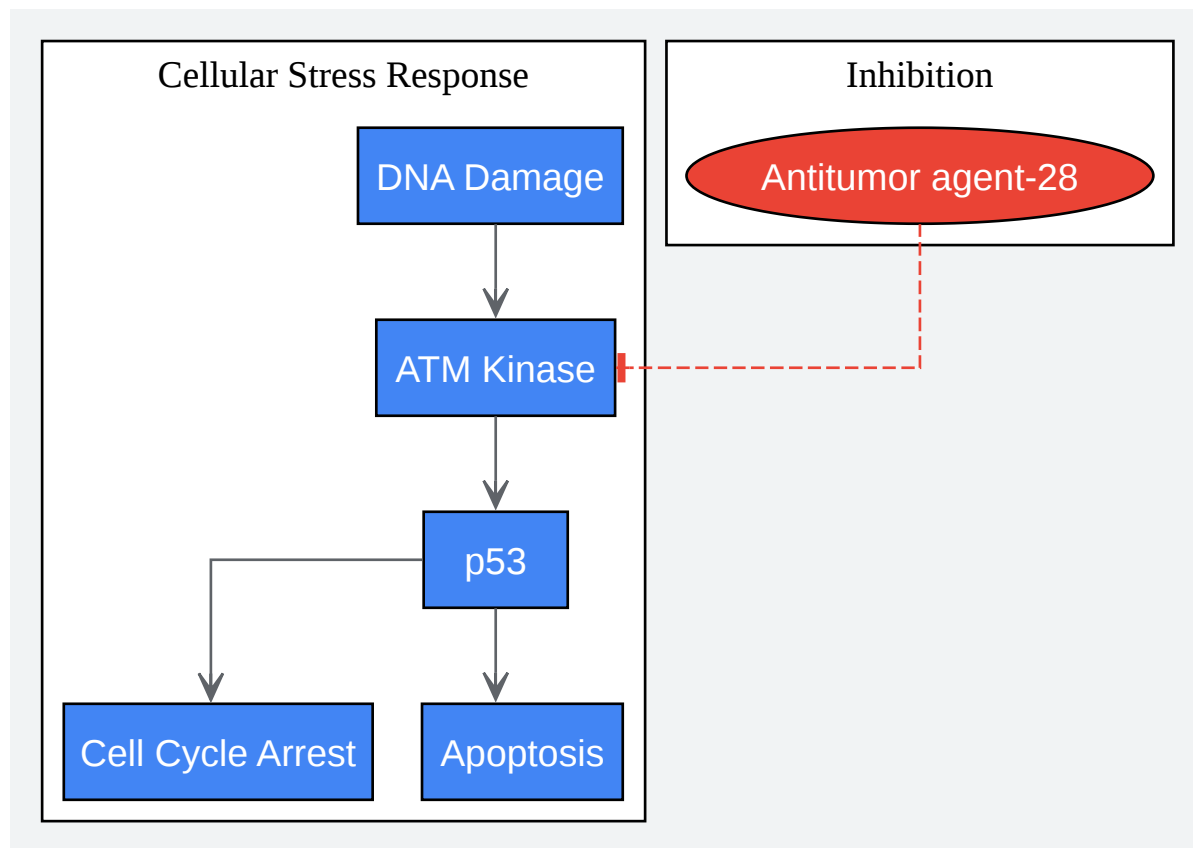 Cellular Stress Response
Inhibition
DNA Damage
Antitumor agent-28
ATM Kinase
p53
Cell Cycle Arrest
Apoptosis